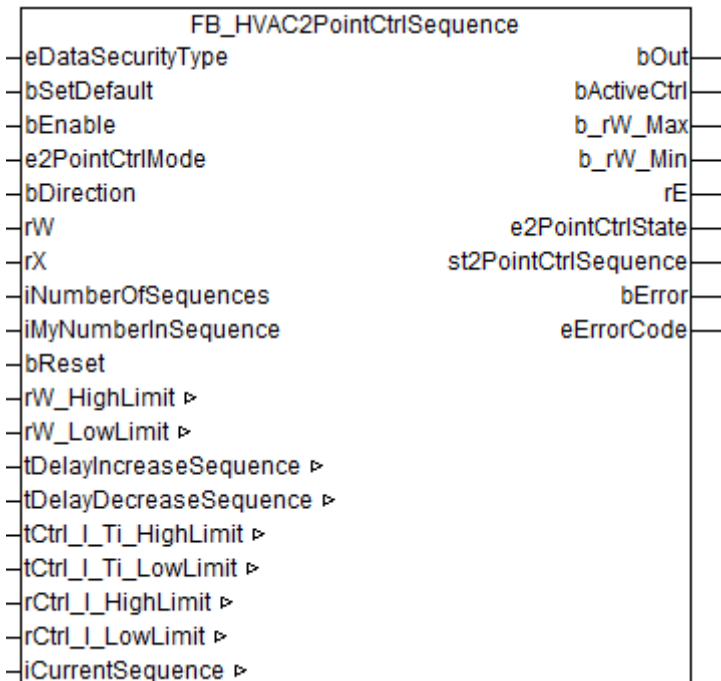 FB_HVAC2PointCtrlSequence
eDataSecurityType bOut
bSetDefault bActiveCtrl
bEnable b_rW_Max
e2PointCtrlMode b_rW_Min
bDirection rE
rW e2PointCtrlState
rX st2PointCtrlSequence
iNumberOfSequences bError
iMyNumberInSequence eErrorCode
bReset
rW_HighLimit ▹
rW_LowLimit ▹
tDelayIncreaseSequence ▹
tDelayDecreaseSequence ▹
tCtrl_I_Ti_HighLimit ▹
tCtrl_I_Ti_LowLimit ▹
rCtrl_I_HighLimit ▹
rCtrl_I_LowLimit ▹
iCurrentSequence ▹